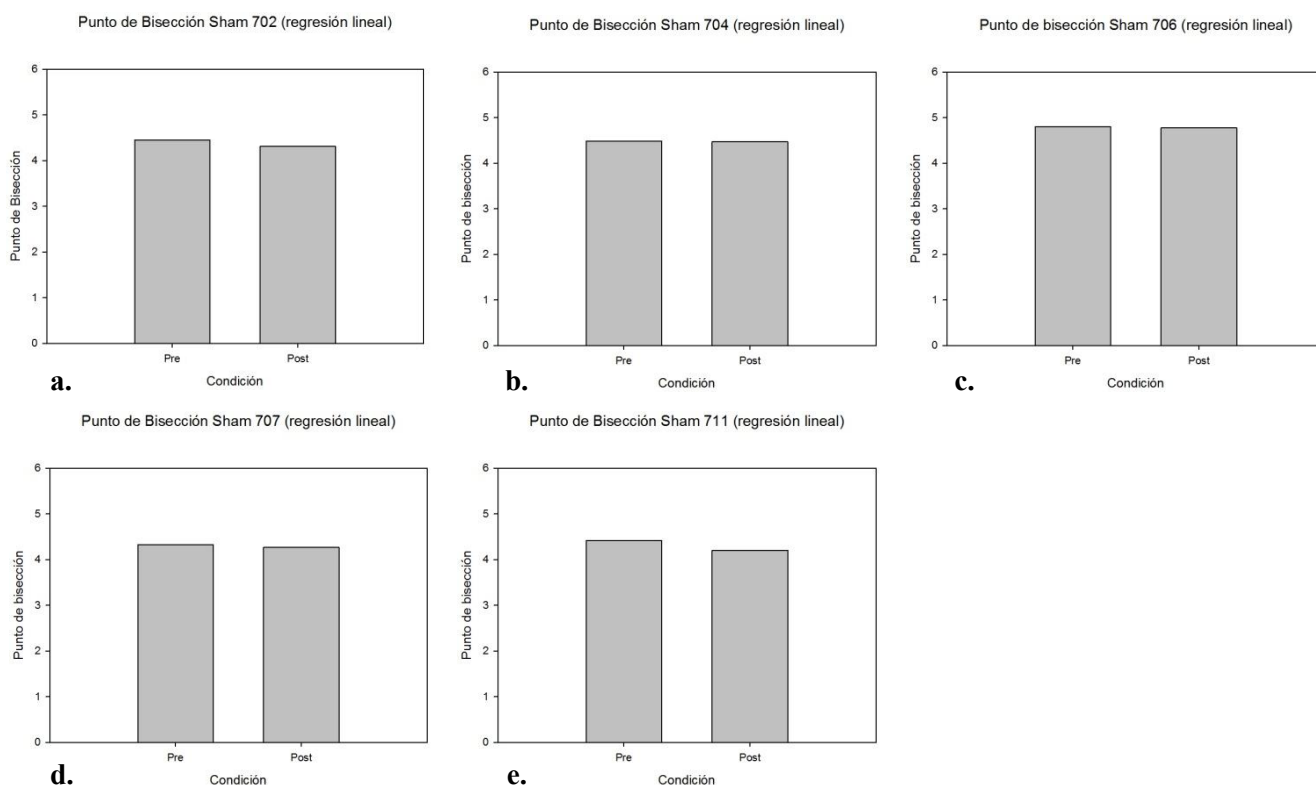 Punto de Bisección Sham 702 (regresión lineal)
6
5
4
3
2
1
0
Punto de Bisección
Pre
Post
Condición
a.
Punto de Bisección Sham 704 (regresión lineal)
6
5
4
3
2
1
0
Punto de bisección
Pre
Post
Condición
b.
Punto de bisección Sham 706 (regresión lineal)
6
5
4
3
2
1
0
Punto de bisección
Pre
Post
Condición
c.
Punto de Bisección Sham 707 (regresión lineal)
6
5
4
3
2
1
0
Punto de bisección
Pre
Post
Condición
d.
Punto de Bisección Sham 711 (regresión lineal)
6
5
4
3
2
1
0
Punto de bisección
Pre
Post
Condición
e.